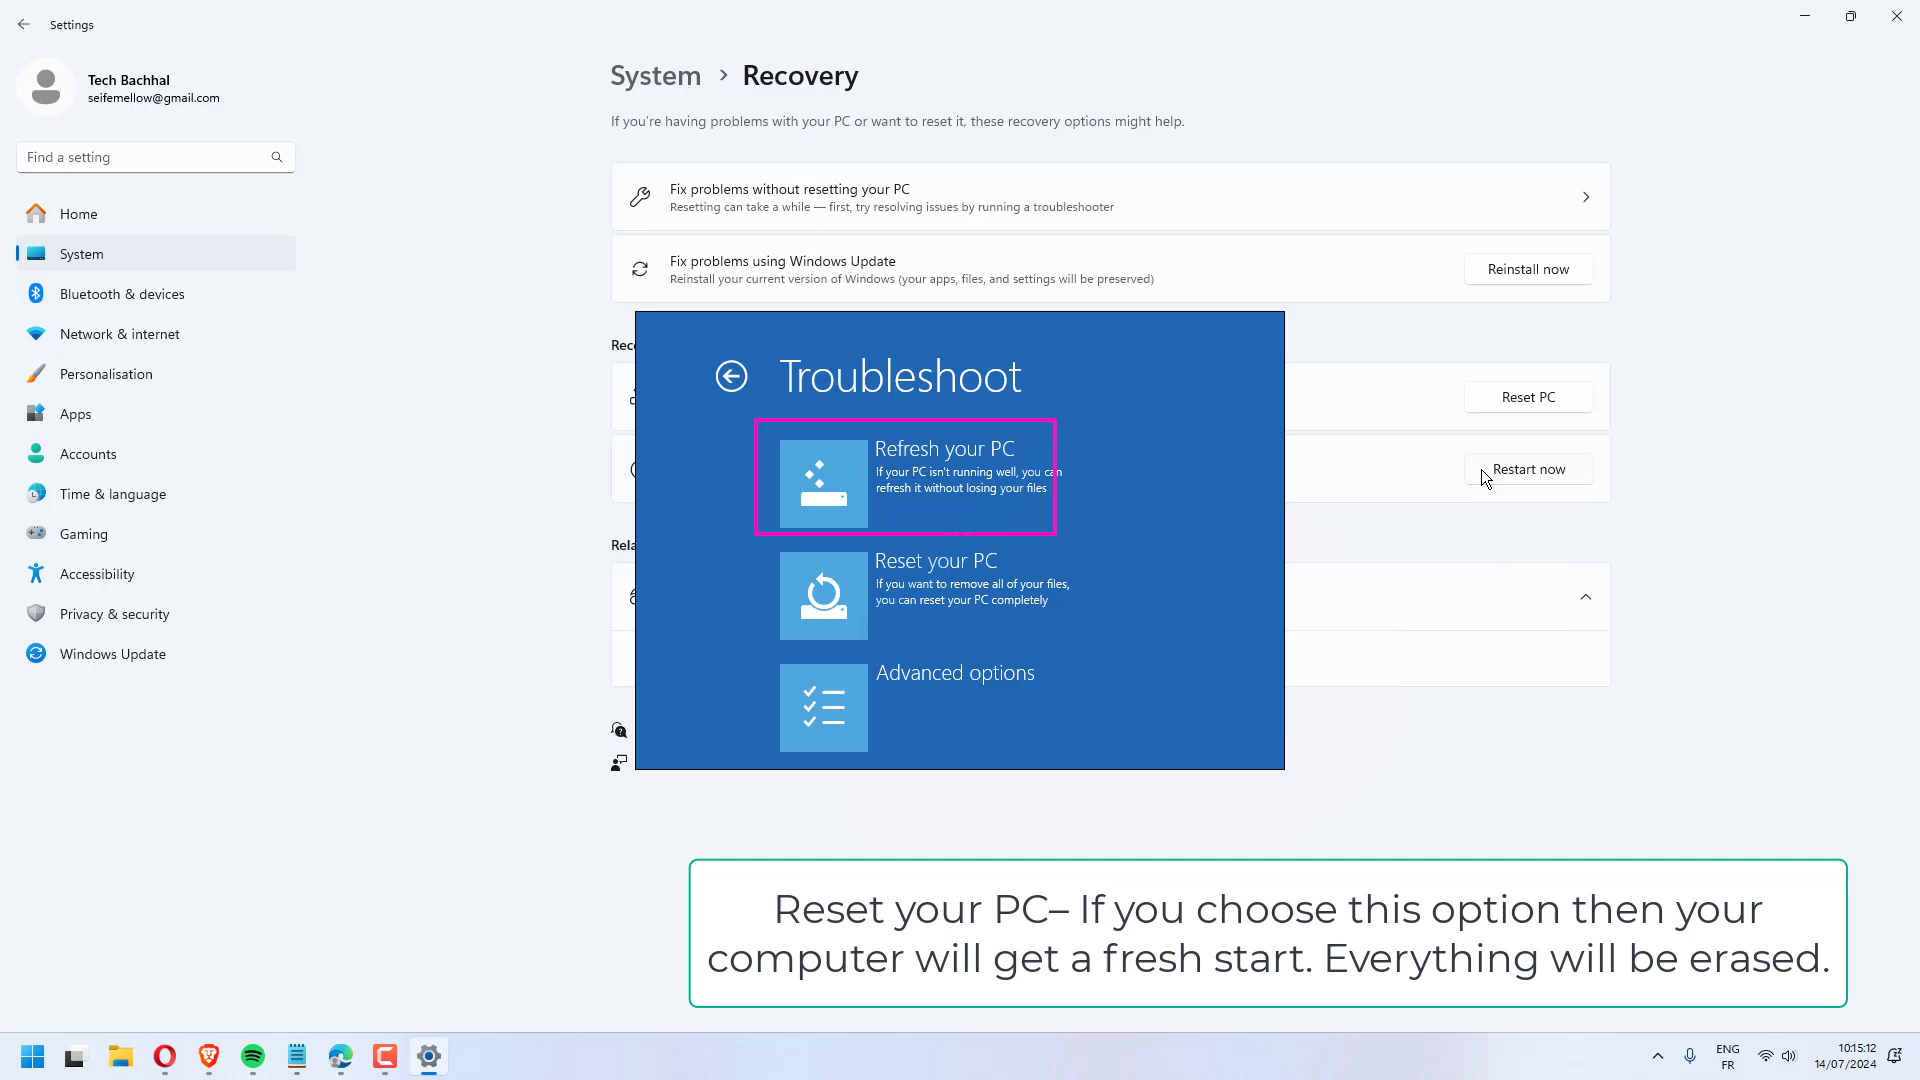 Settings
Tech Bachhal
seifemellow@gmail.com
Find a setting
Home
System
Bluetooth & devices
Network & internet
Personalisation
Apps
Accounts
Time & language
Gaming
Accessibility
Privacy & security
Windows Update
System > Recovery
If you're having problems with your PC or want to reset it, these recovery options might help.
Fix problems without resetting your PC
Resetting can take a while — first, try resolving issues by running a troubleshooter
Fix problems using Windows Update
Reinstall your current version of Windows (your apps, files, and settings will be preserved)
Reinstall now
Reco
Reset PC
Restart now
Rela
Troubleshoot
Refresh your PC
If your PC isn't running well, you can
refresh it without losing your files
Reset your PC
If you want to remove all of your files,
you can reset your PC completely
Advanced options
Reset your PC– If you choose this option then your
computer will get a fresh start. Everything will be erased.
ENG
FR
10:15:12
14/07/2024